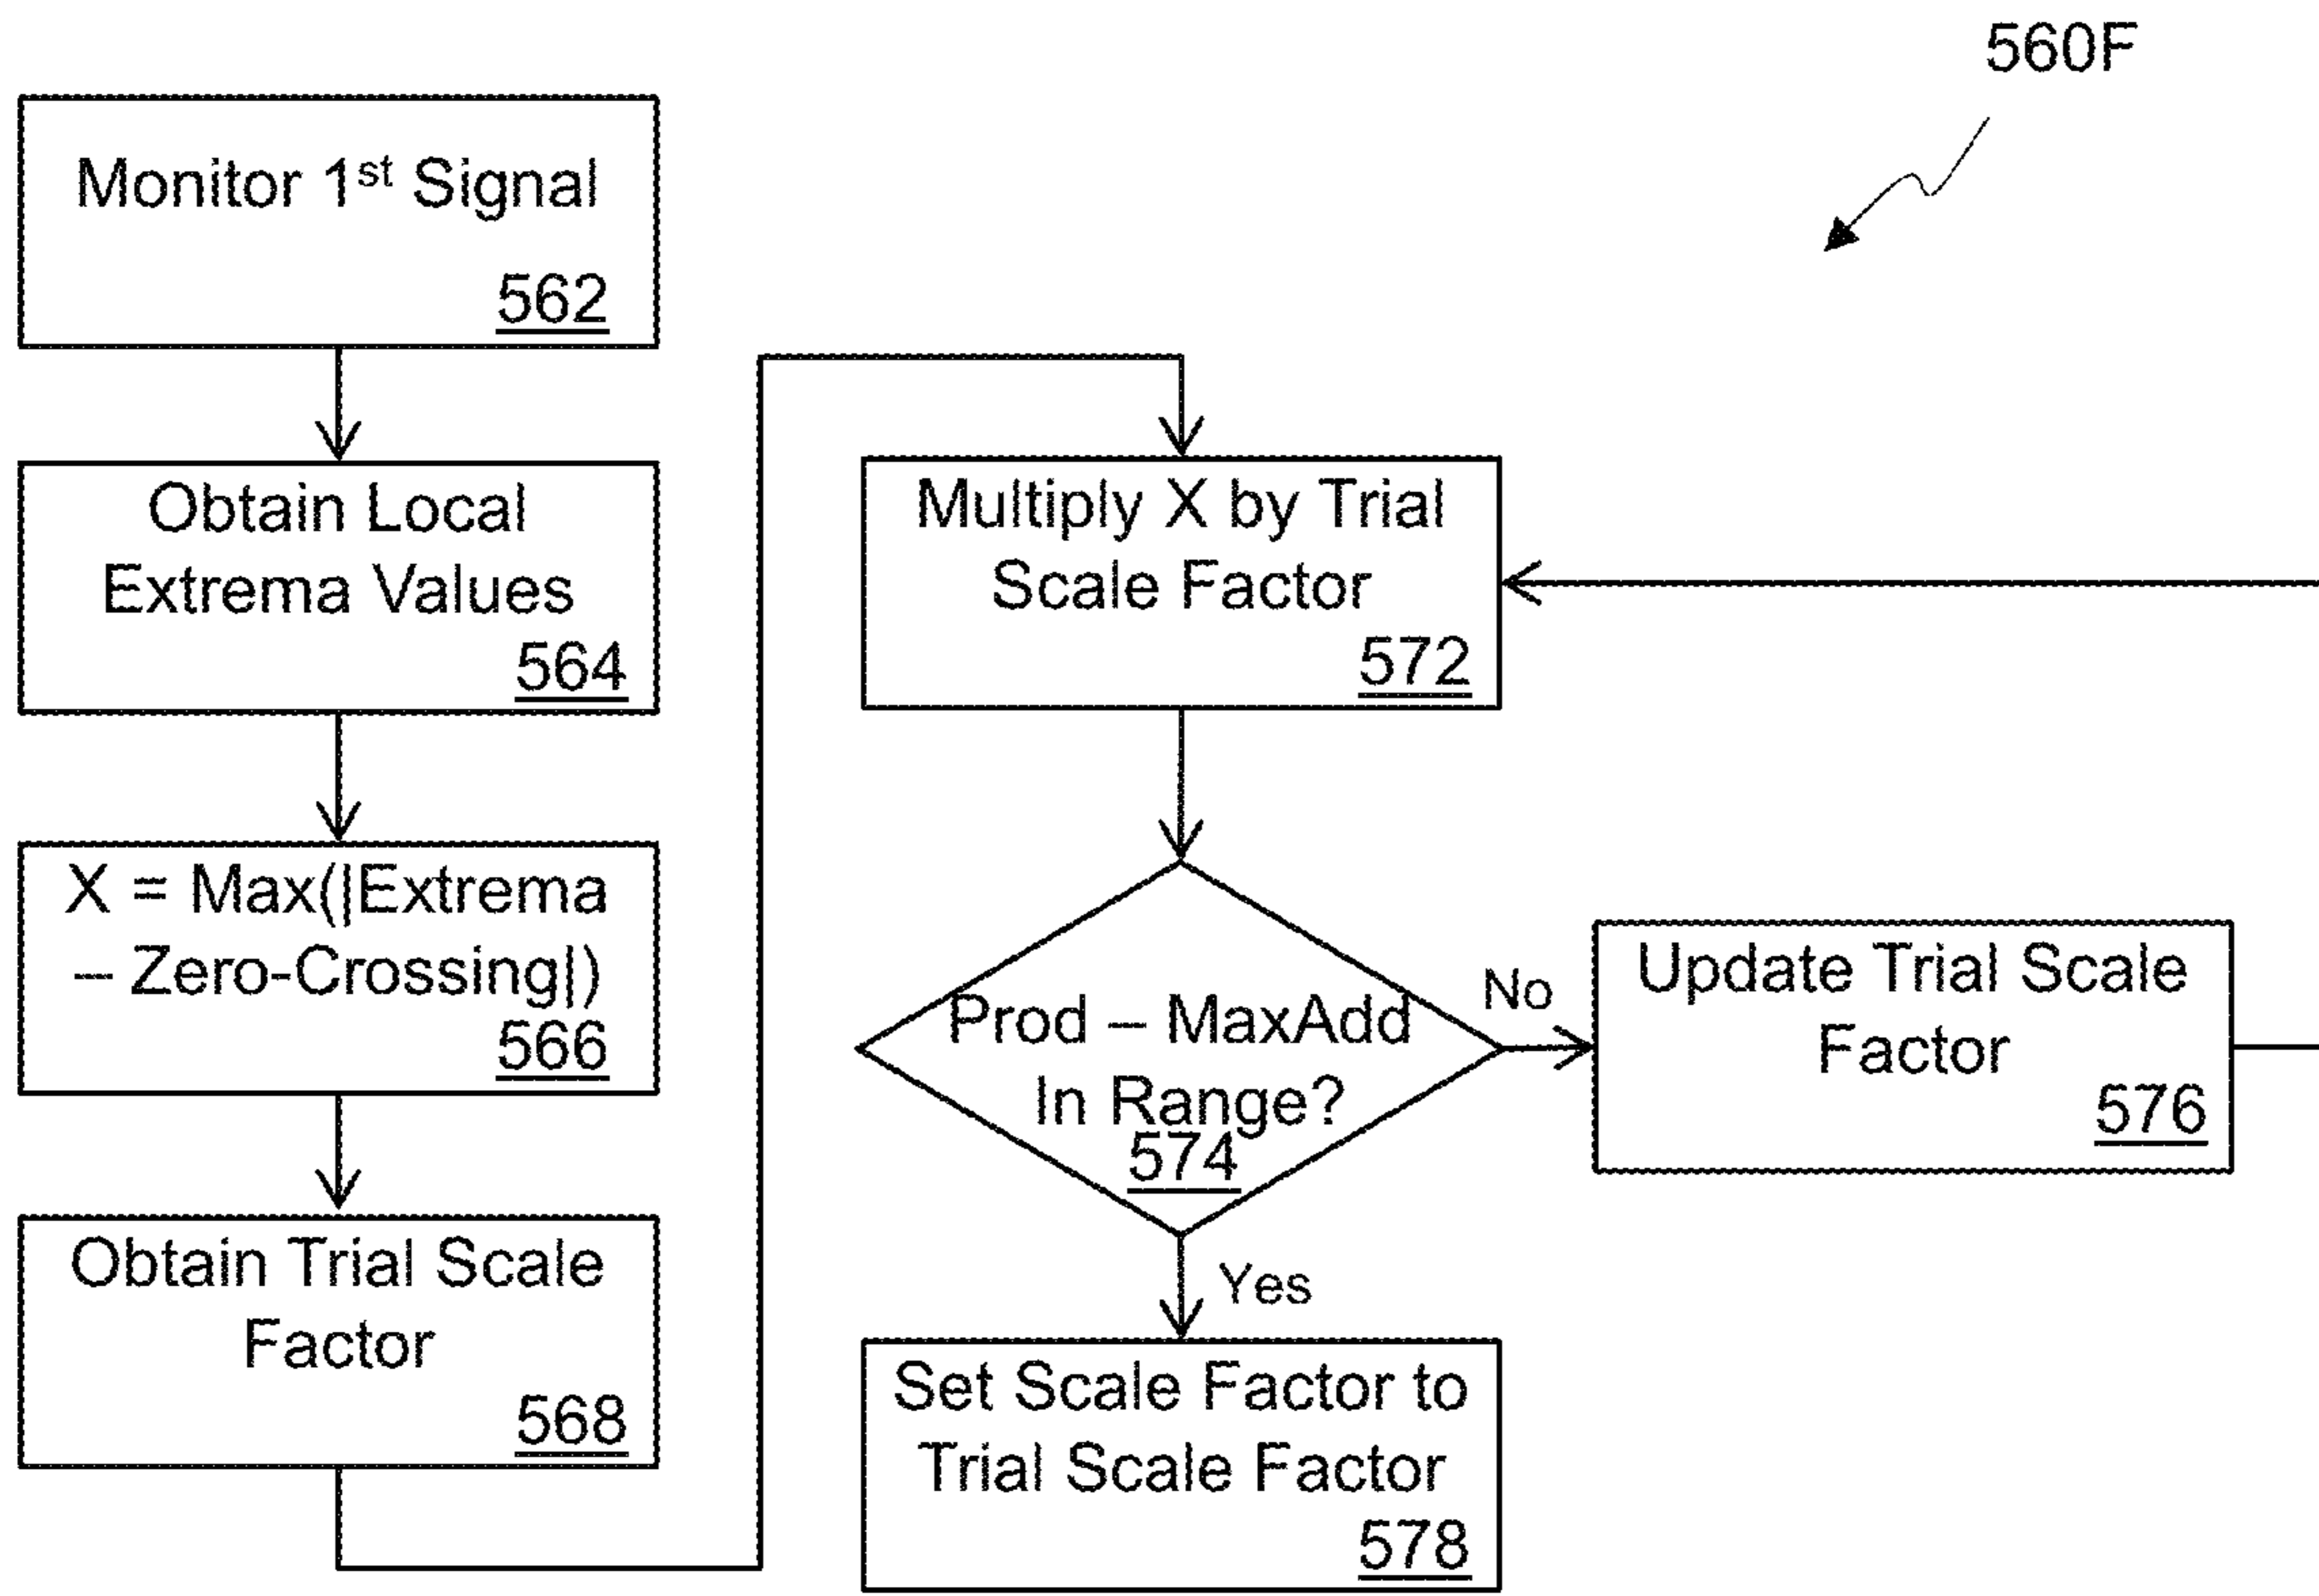 560F
Monitor 1st Signal
562
Obtain Local
Extrema Values
564
X = Max(|Extrema
– Zero-Crossing|)
566
Obtain Trial Scale
Factor
568
Multiply X by Trial
Scale Factor
572
Prod – MaxAdd
In Range?
574
No
Update Trial Scale
Factor
576
Yes
Set Scale Factor to
Trial Scale Factor
578